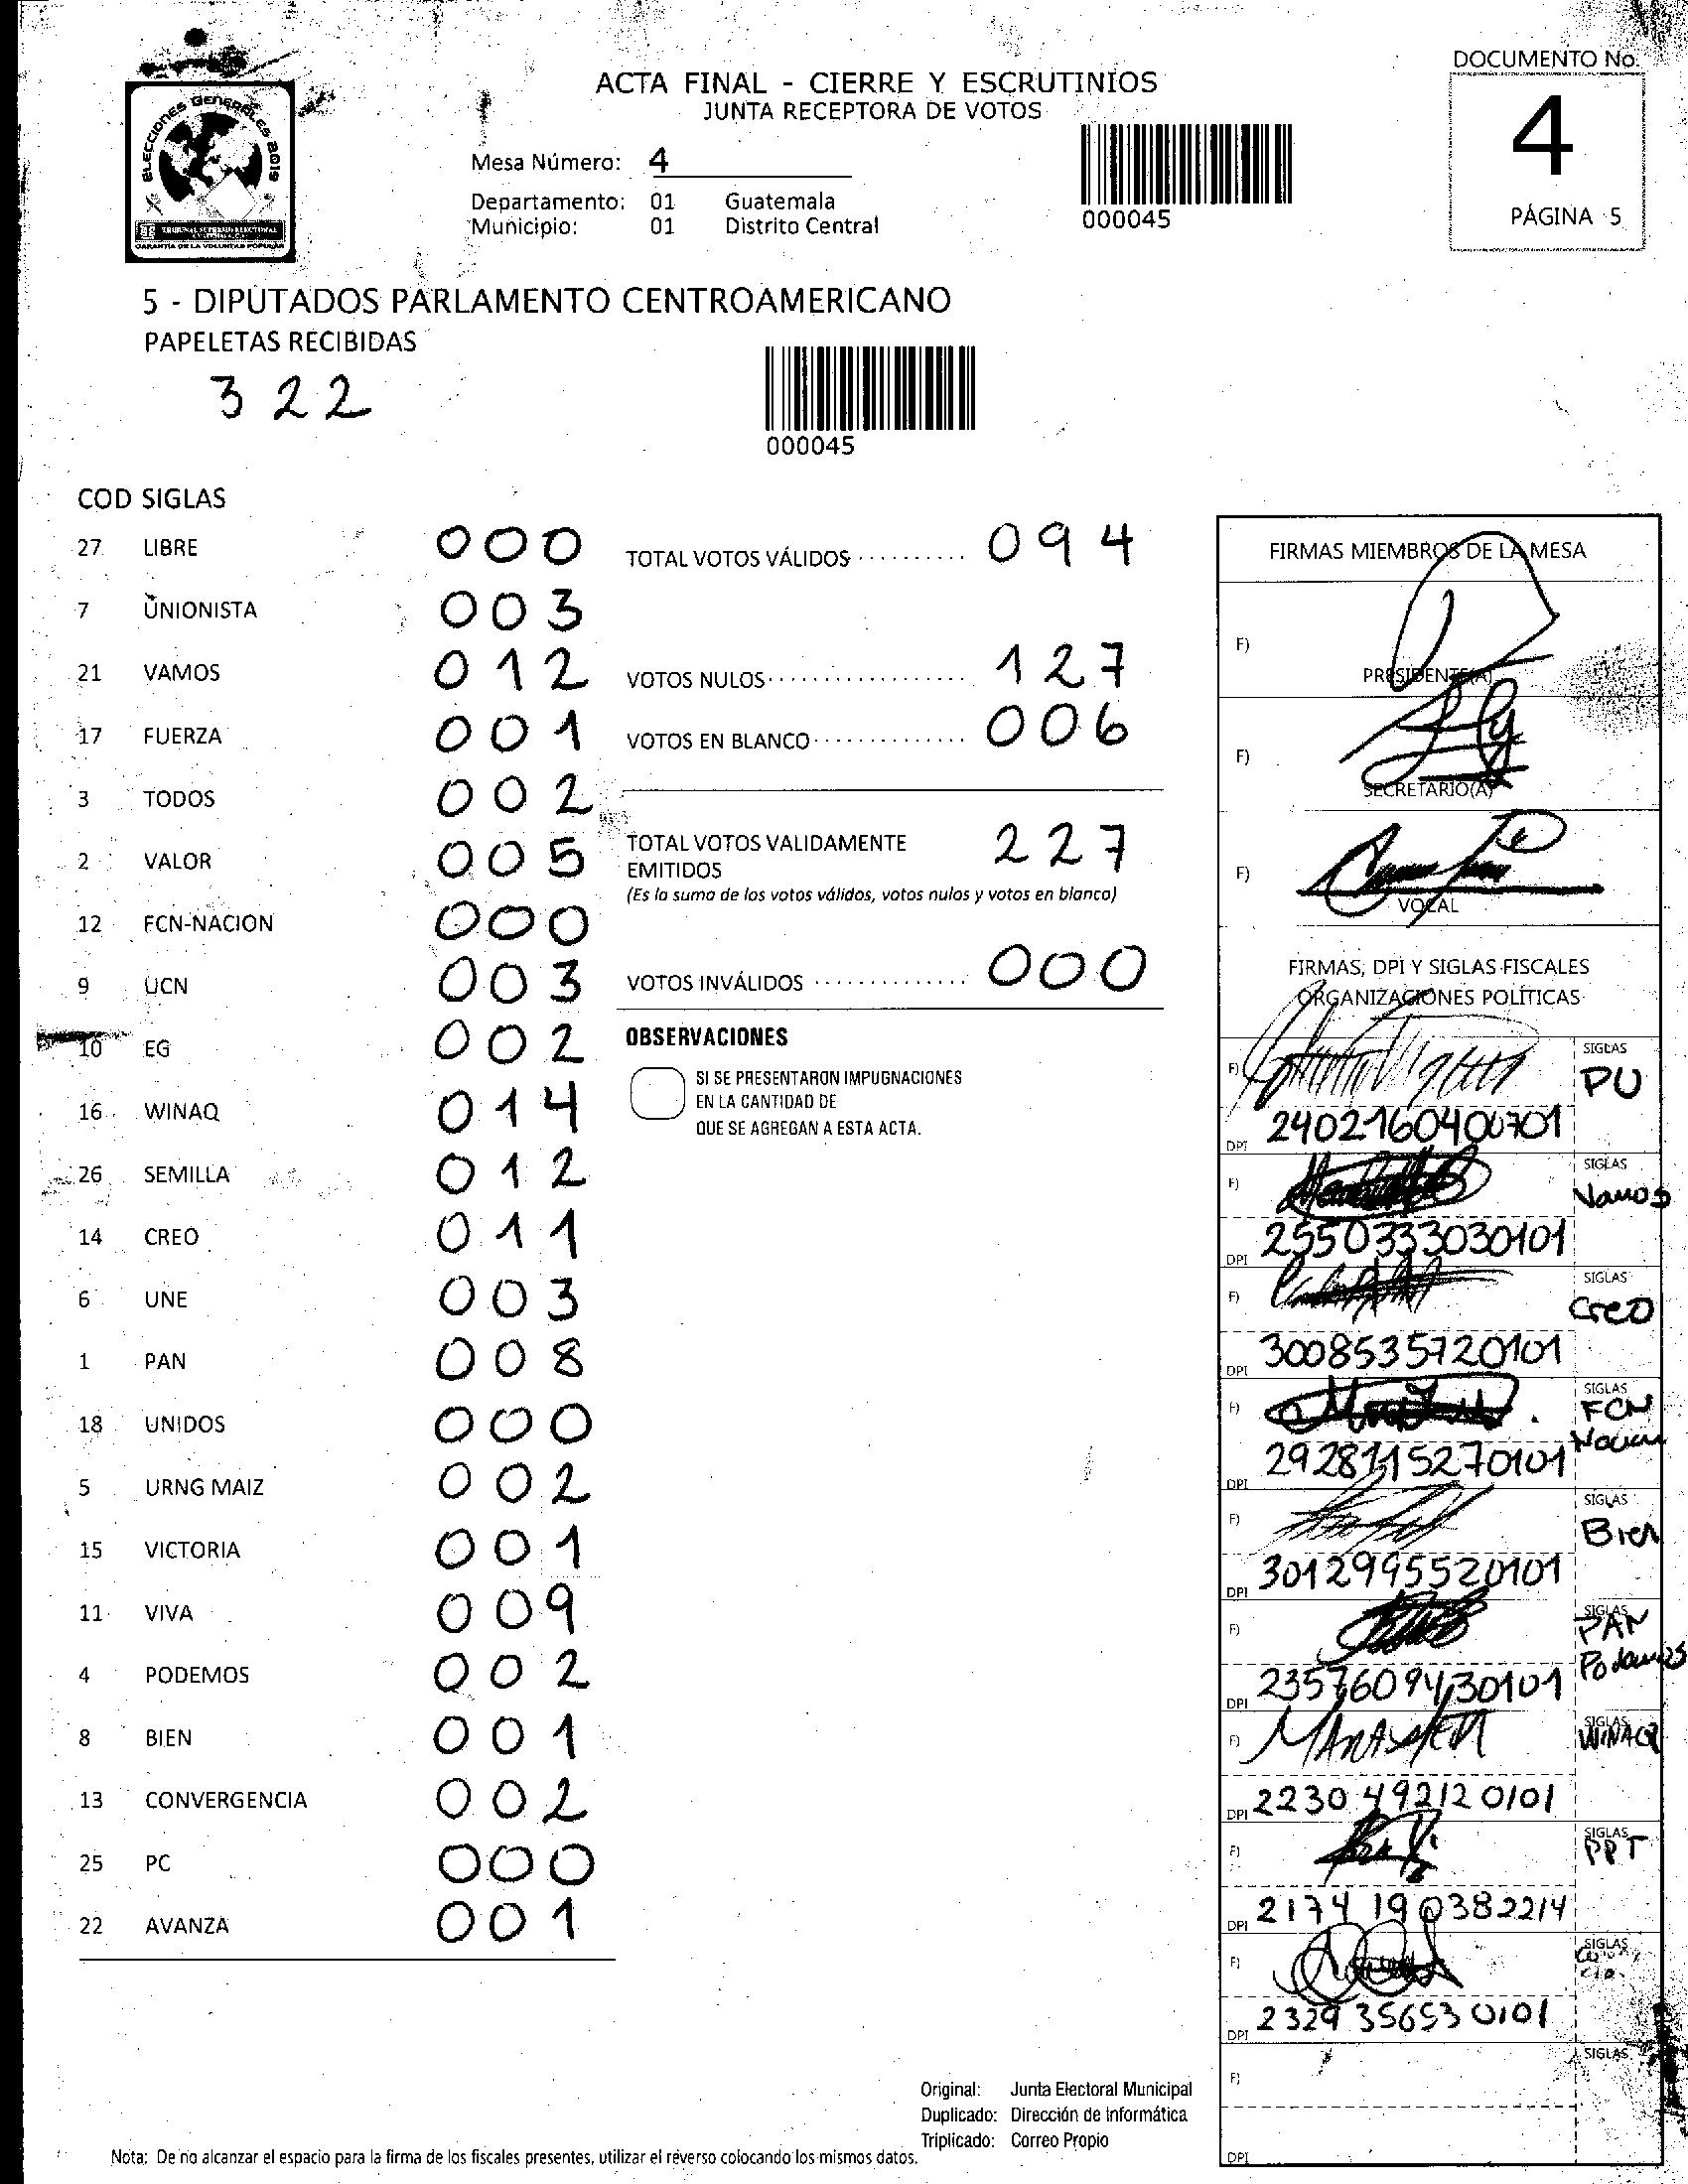 DOCUMENTO No.
4
PÁGINA 5
ACTA FINAL - CIERRE Y ESCRUTINIOS
JUNTA RECEPTORA DE VOTOS
ELECCIONES GENERALES 2019
TRIBUNAL SUPREMO ELECTORAL
GARANTÍA DE LA VOLUNTAD POPULAR
Mesa Número: 4
Departamento: 01 Guatemala
Municipio: 01 Distrito Central
000045
5 - DIPUTADOS PARLAMENTO CENTROAMERICANO
PAPELETAS RECIBIDAS
322
000045
COD SIGLAS
27 LIBRE 000
7 UNIONISTA 003
21 VAMOS 012
17 FUERZA 001
3 TODOS 002
2 VALOR 005
12 FCN-NACION 000
9 UCN 003
10 EG 002
16 WINAQ 014
26 SEMILLA 012
14 CREO 011
6 UNE 003
1 PAN 008
18 UNIDOS 000
5 URNG MAIZ 002
15 VICTORIA 001
11 VIVA 009
4 PODEMOS 002
8 BIEN 001
13 CONVERGENCIA 002
25 PC 000
22 AVANZA 001
TOTAL VOTOS VÁLIDOS .......... 094
VOTOS NULOS ................. 127
VOTOS EN BLANCO .............. 006
TOTAL VOTOS VALIDAMENTE
EMITIDOS 227
(Es la suma de los votos válidos, votos nulos y votos en blanco)
VOTOS INVÁLIDOS .............. 000
OBSERVACIONES
SI SE PRESENTARON IMPUGNACIONES
EN LA CANTIDAD DE
QUE SE AGREGAN A ESTA ACTA.
FIRMAS MIEMBROS DE LA MESA
F)
PRESIDENTE(A)
F)
SECRETARIO(A)
F)
VOCAL
FIRMAS, DPI Y SIGLAS FISCALES
ORGANIZACIONES POLÍTICAS
F) SIGLAS
PU
DPI 2402160400701
F) SIGLAS
Vamos
DPI 2550333030101
F) SIGLAS
CreO
DPI 3008535720101
F) SIGLAS
FCN
Nacion
DPI 2928115270101
F) SIGLAS
Bien
DPI 3012995520101
F) SIGLAS
PAN
Podemos
DPI 2357609430101
F) SIGLAS
WINAQ
DPI 2230492120101
F) SIGLAS
PPT
DPI 2174190382214
F) SIGLAS
DPI 2329356530101
F) SIGLAS
DPI
Original: Junta Electoral Municipal
Duplicado: Dirección de Informática
Triplicado: Correo Propio
Nota: De no alcanzar el espacio para la firma de los fiscales presentes, utilizar el reverso colocando los mismos datos.